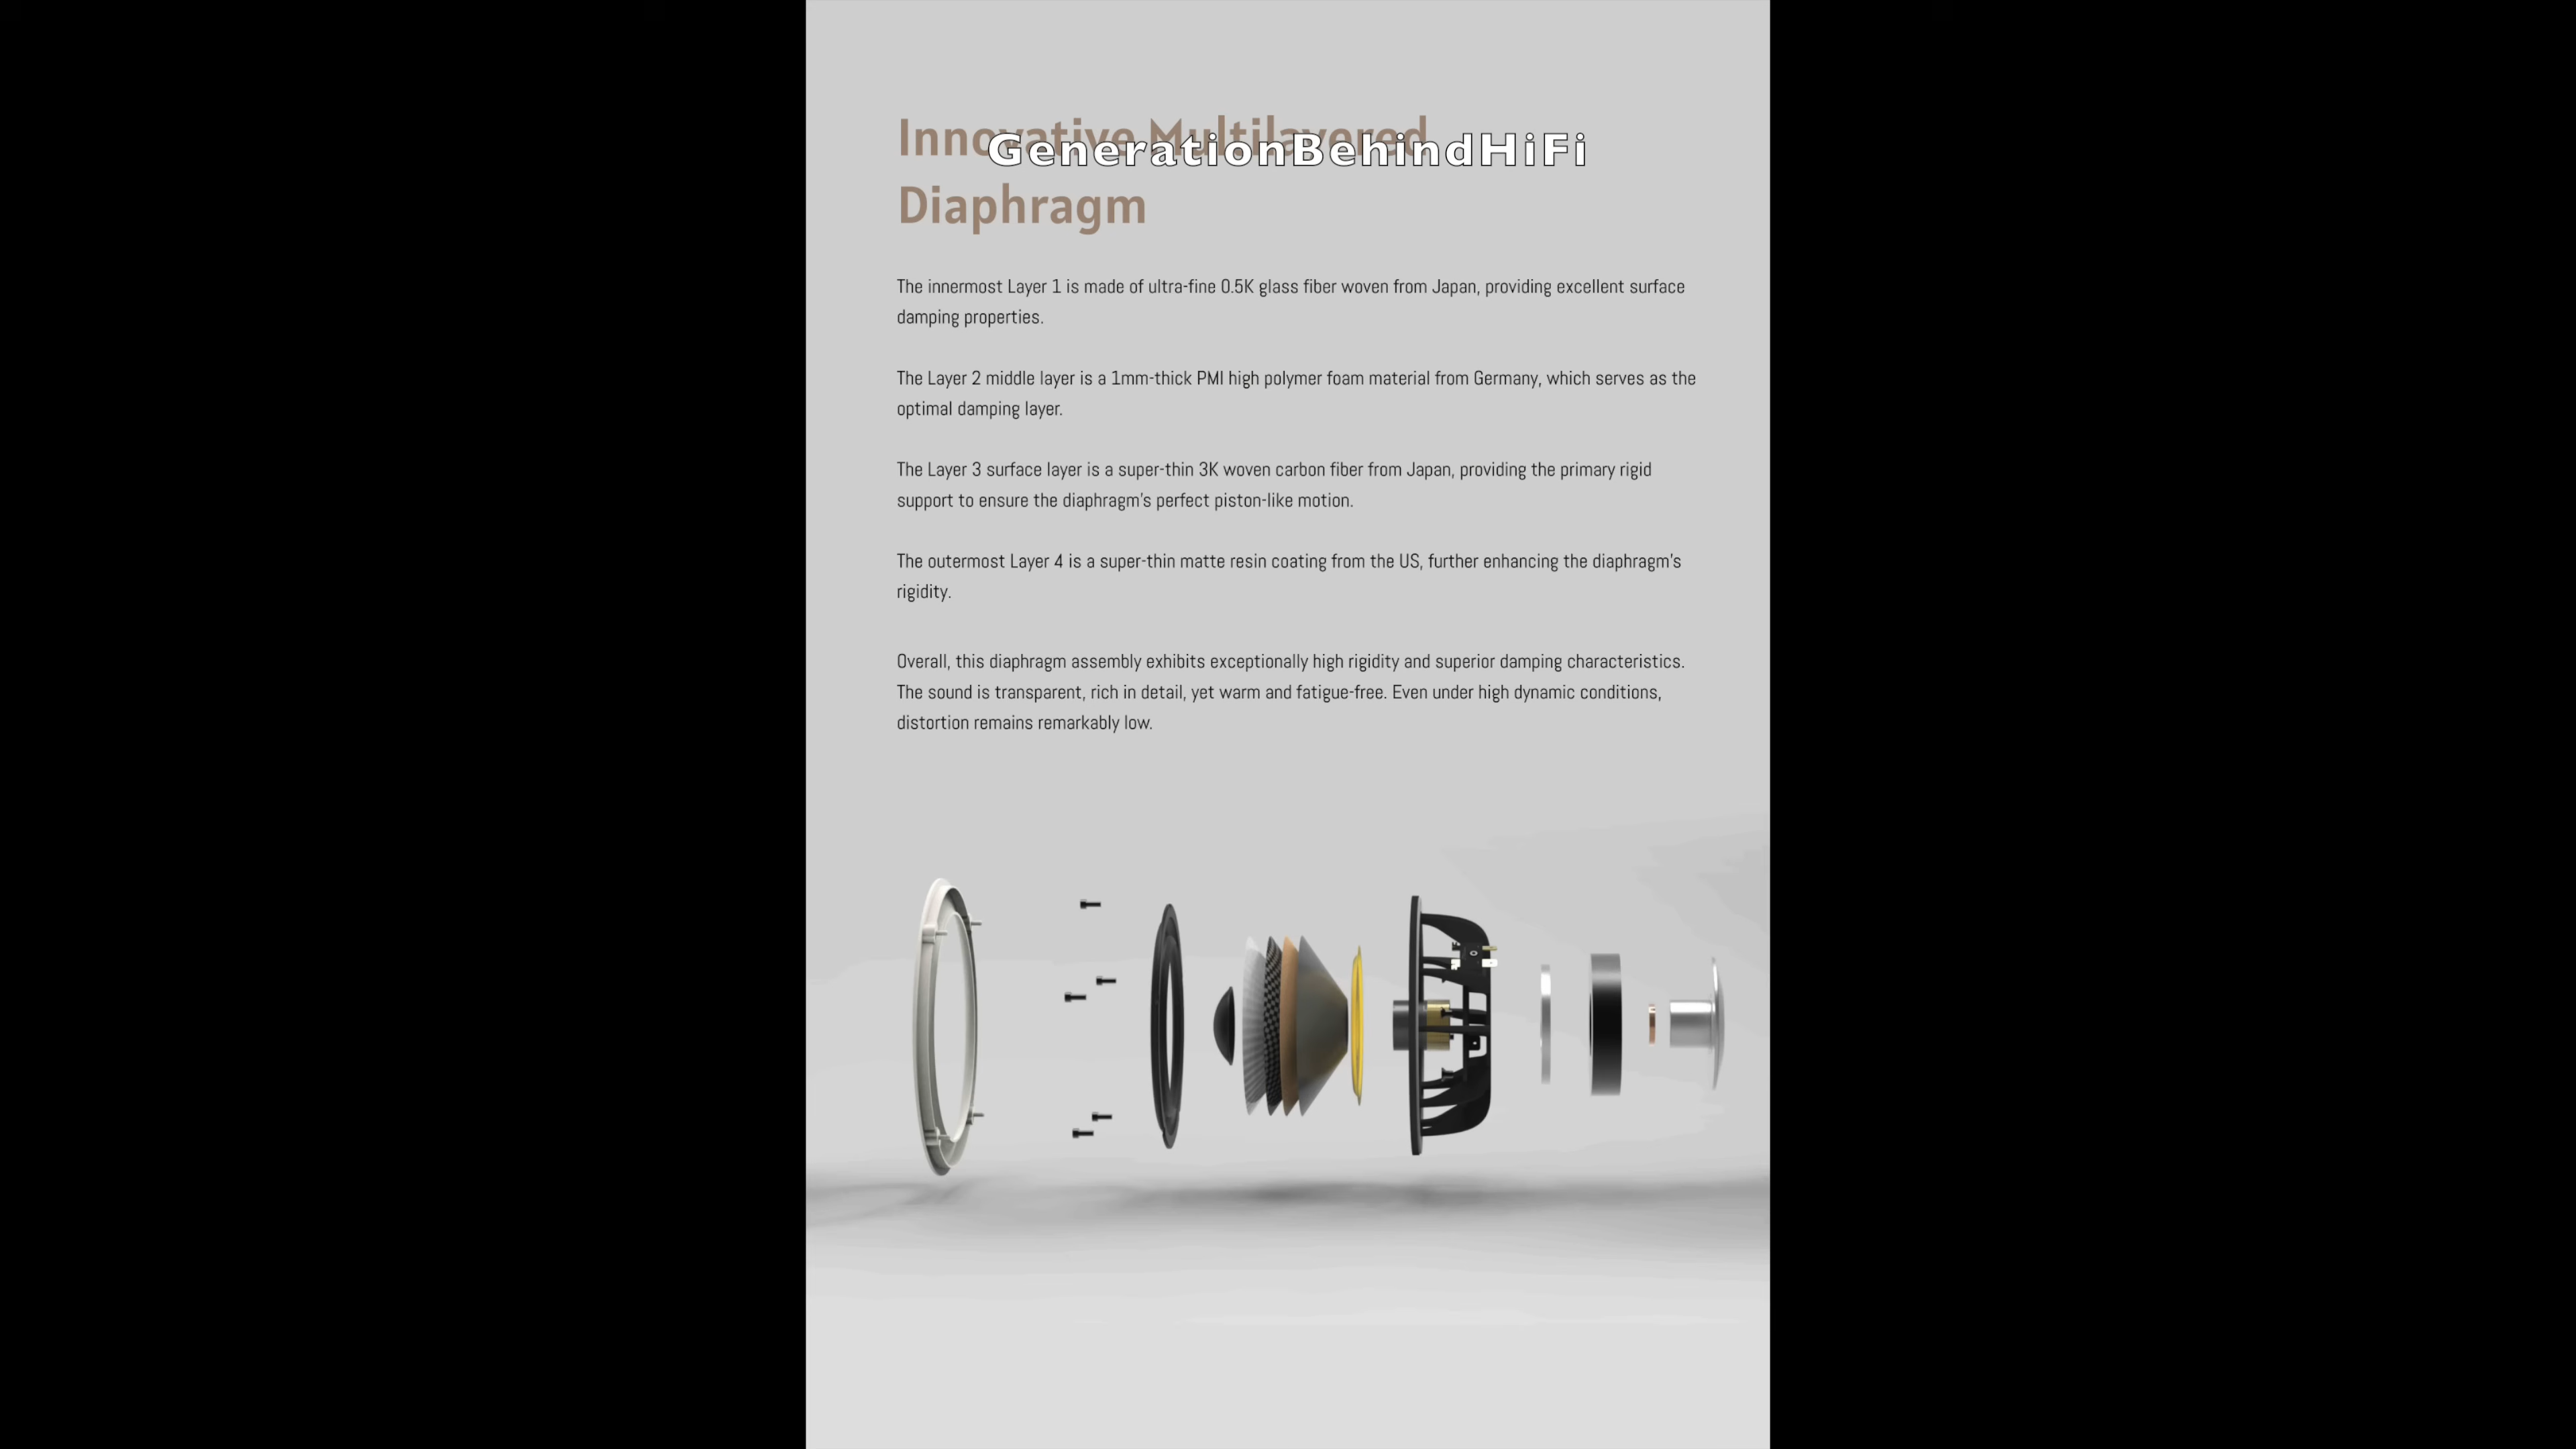 Innovative Multilayered
GenerationBehindHiFi
Diaphragm
The innermost Layer 1 is made of ultra-fine 0.5K glass fiber woven from Japan, providing excellent surface
damping properties.
The Layer 2 middle layer is a 1mm-thick PMI high polymer foam material from Germany, which serves as the
optimal damping layer.
The Layer 3 surface layer is a super-thin 3K woven carbon fiber from Japan, providing the primary rigid
support to ensure the diaphragm's perfect piston-like motion.
The outermost Layer 4 is a super-thin matte resin coating from the US, further enhancing the diaphragm's
rigidity.
Overall, this diaphragm assembly exhibits exceptionally high rigidity and superior damping characteristics.
The sound is transparent, rich in detail, yet warm and fatigue-free. Even under high dynamic conditions,
distortion remains remarkably low.